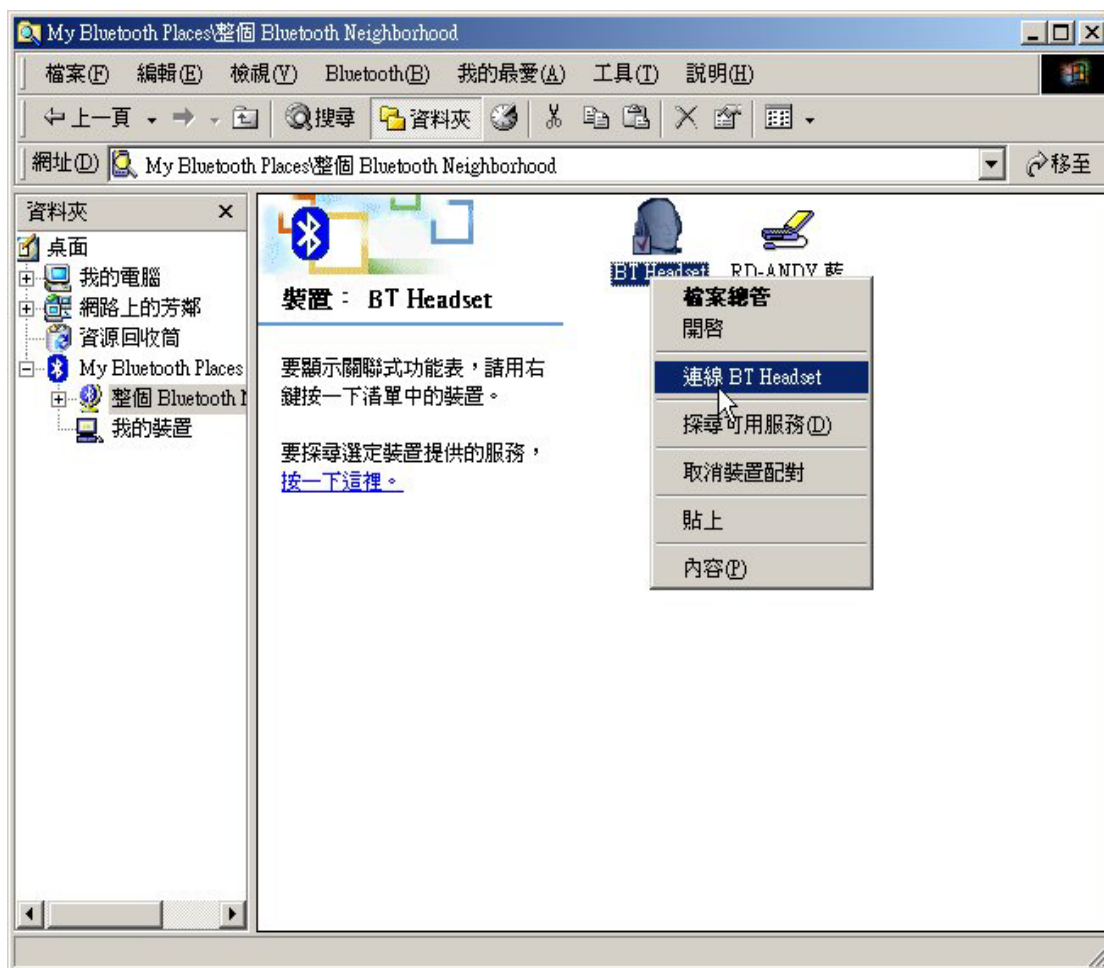 My Bluetooth Places\整個 Bluetooth Neighborhood
檔案(F) 編輯(E) 檢視(V) Bluetooth(B) 我的最愛(A) 工具(T) 說明(H)
上一頁 搜尋 資料夾
網址(D) My Bluetooth Places\整個 Bluetooth Neighborhood 移至
資料夾
桌面
我的電腦
網路上的芳鄰
資源回收筒
My Bluetooth Places
整個 Bluetooth
我的裝置
裝置： BT Headset
要顯示關聯式功能表，請用右
鍵按一下清單中的裝置。
要探尋選定裝置提供的服務，
按一下這裡。
BT Headset RD-ANDY 藍
檔案總管
開啓
連線 BT Headset
探尋可用服務(D)
取消裝置配對
貼上
內容(P)